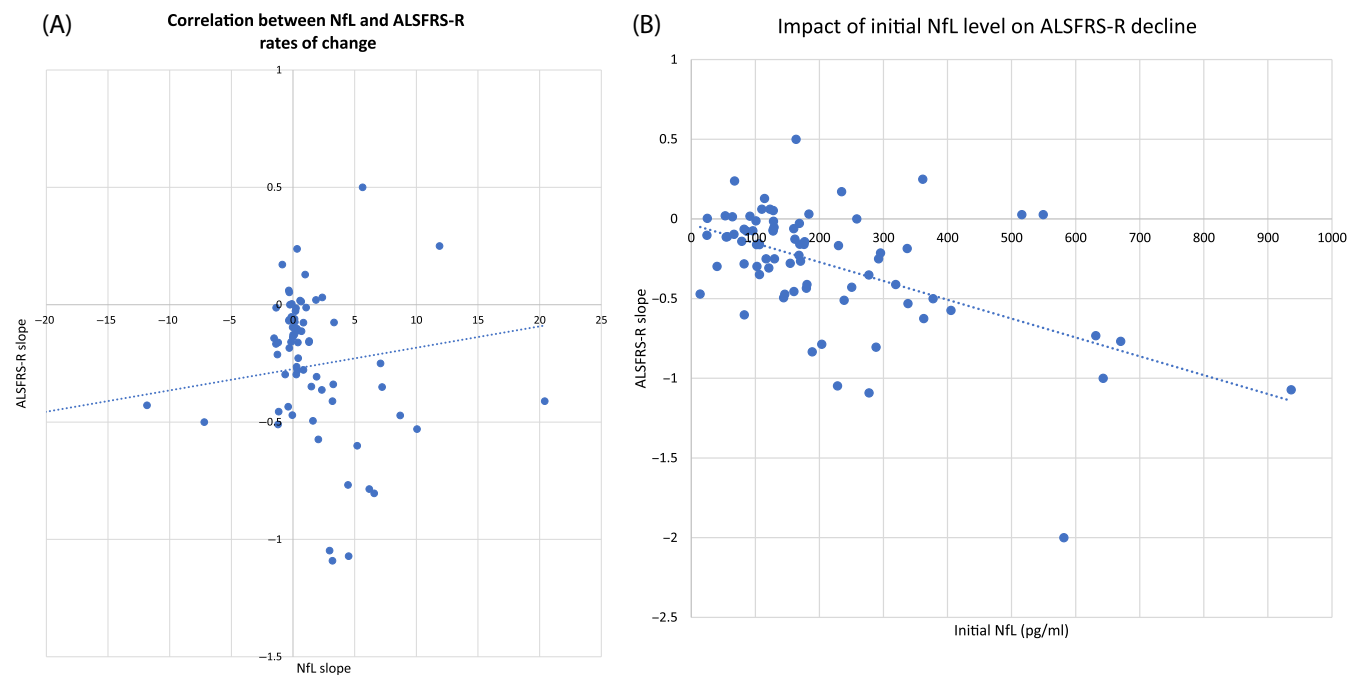 (A)
Correlation between NfL and ALSFRS-R
rates of change
1
0.5
0
−20 −15 −10 −5 0 5 10 15 20 25
−0.5
−1
−1.5
ALSFRS-R slope
NfL slope
(B)
Impact of initial NfL level on ALSFRS-R decline
1
0.5
0
0 100 200 300 400 500 600 700 800 900 1000
−0.5
−1
−1.5
−2
−2.5
ALSFRS-R slope
Initial NfL (pg/ml)